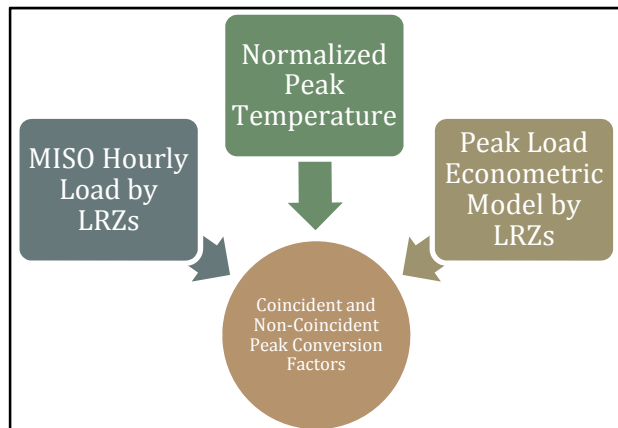 Normalized
Peak
Temperature
MISO Hourly
Load by
LRZs
Peak Load
Econometric
Model by
LRZs
Coincident and
Non-Coincident
Peak Conversion
Factors